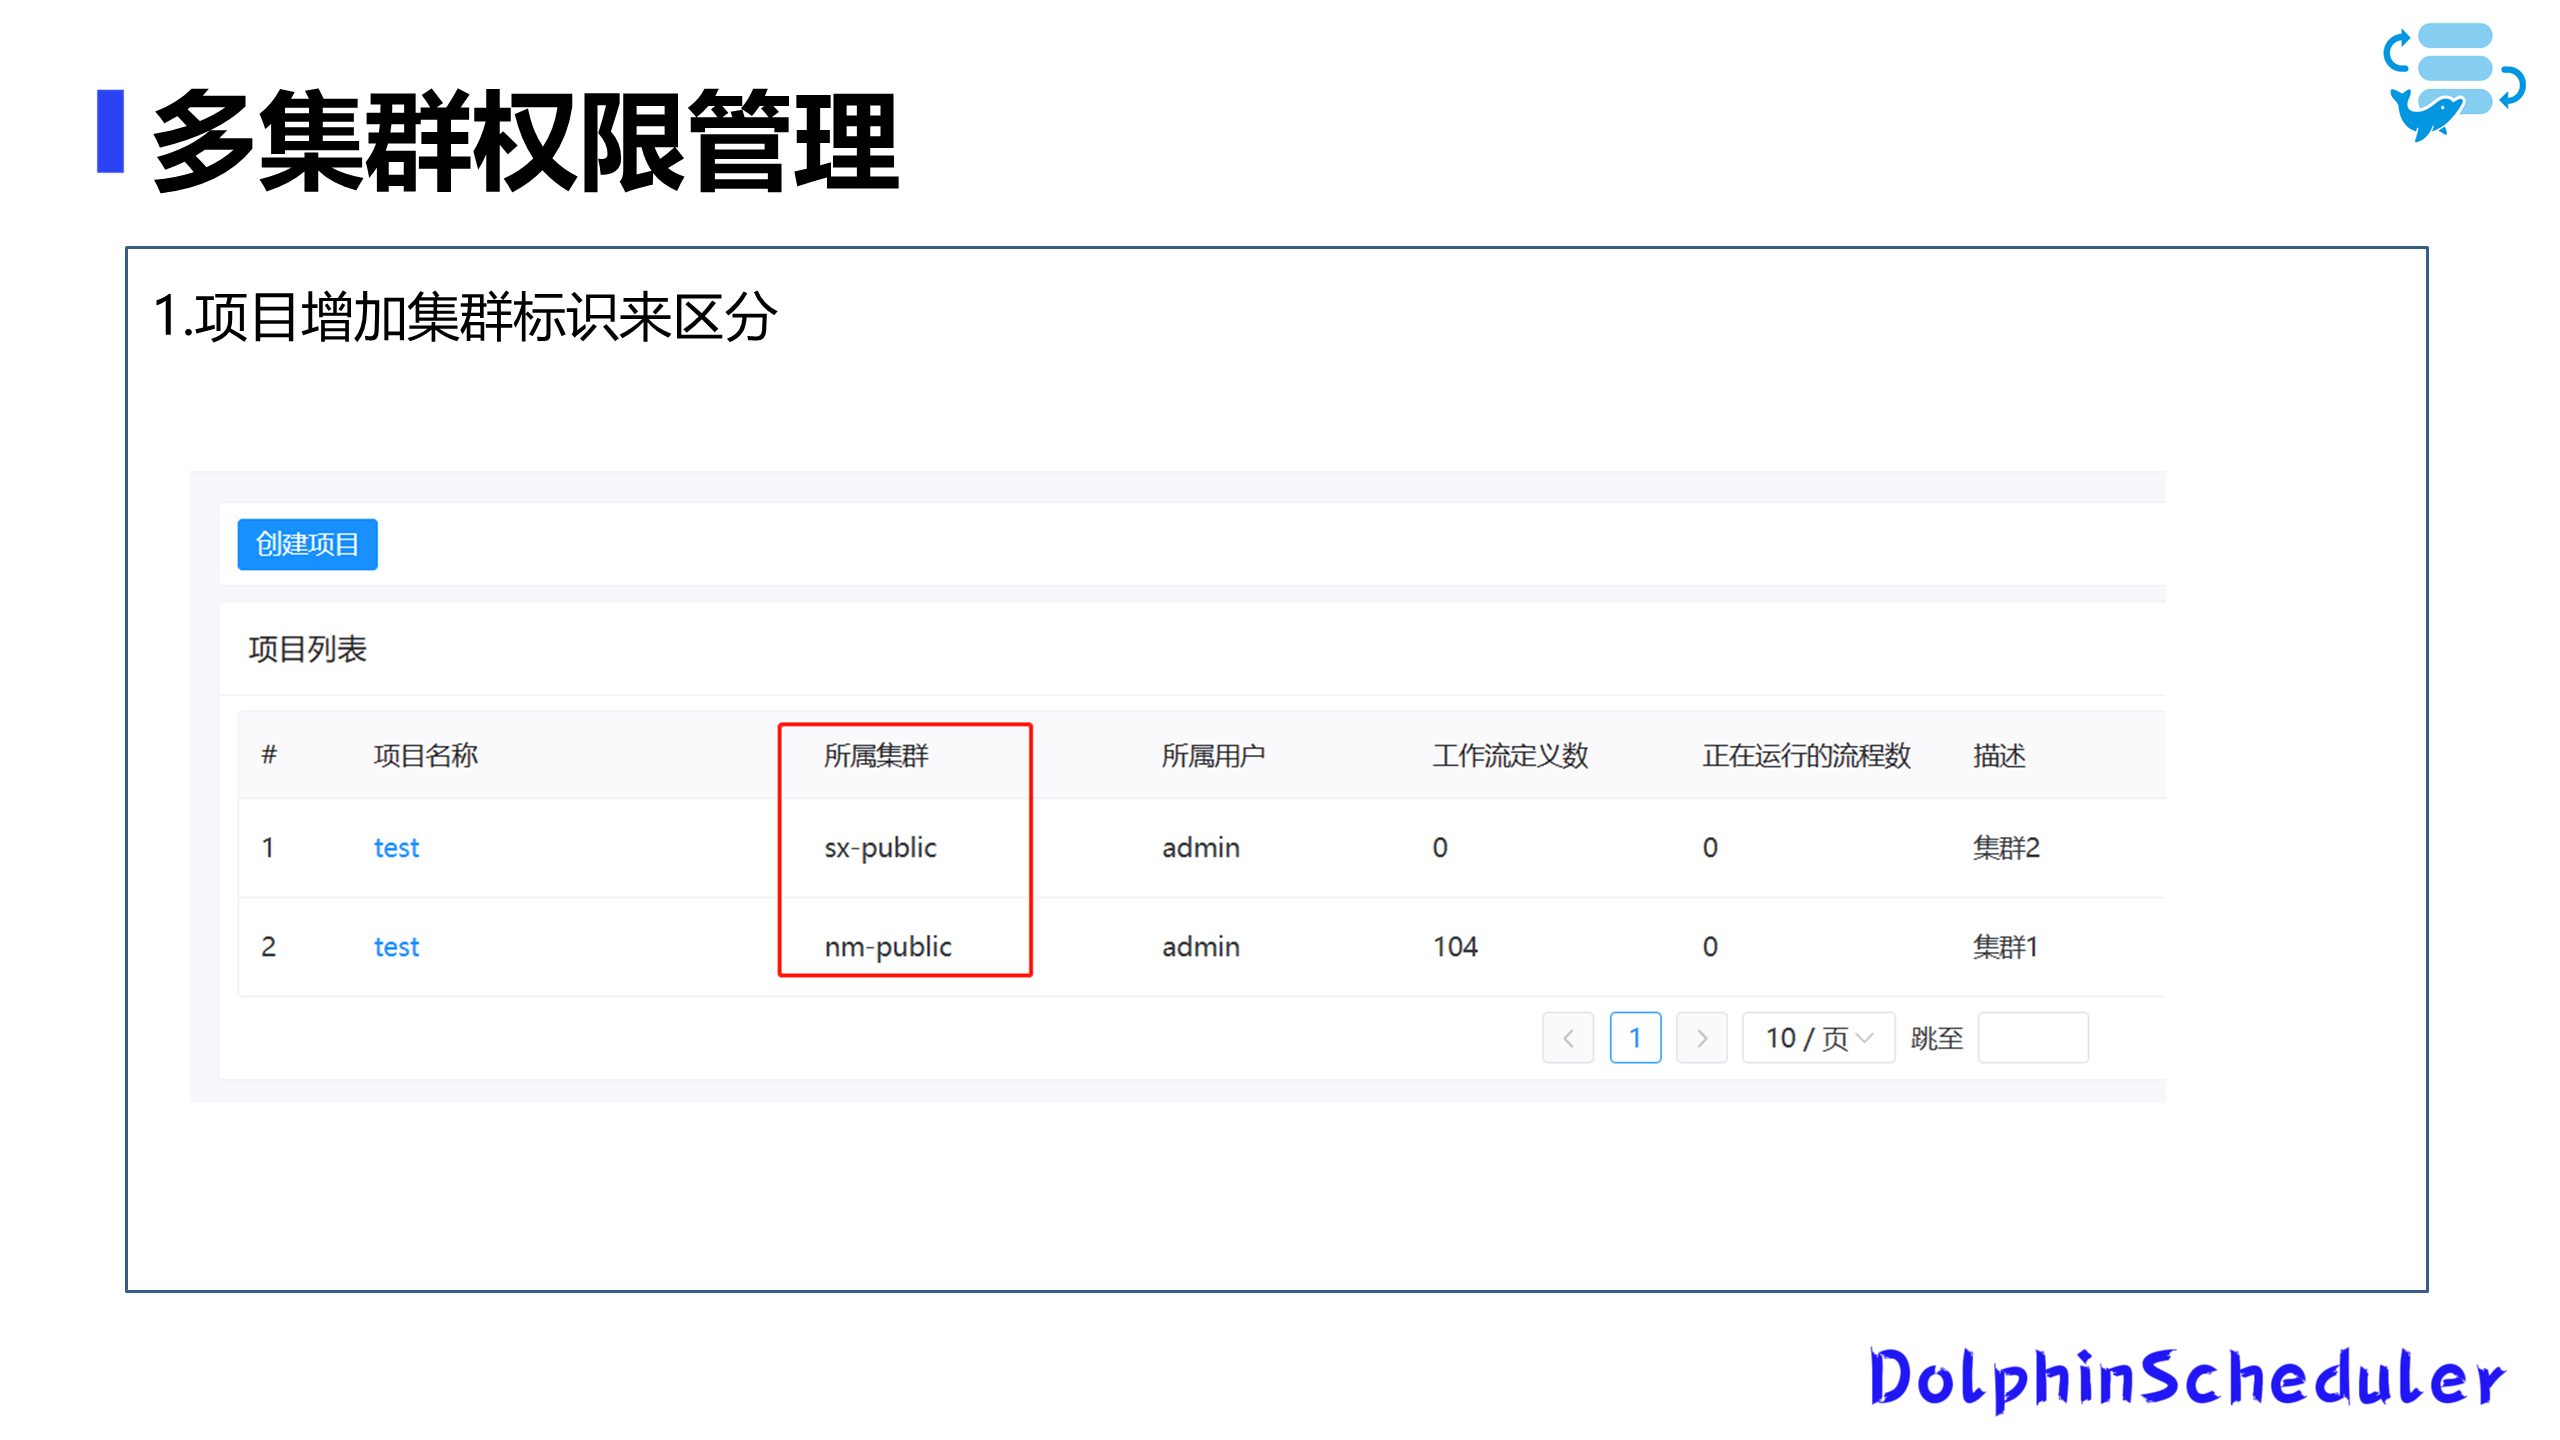 多集群权限管理
1.项目增加集群标识来区分
创建项目
项目列表
# 项目名称 所属集群 所属用户 工作流定义数 正在运行的流程数 描述
1 test sx-public admin 0 0 集群2
2 test nm-public admin 104 0 集群1
1 10 / 页 跳至
DolphinScheduler